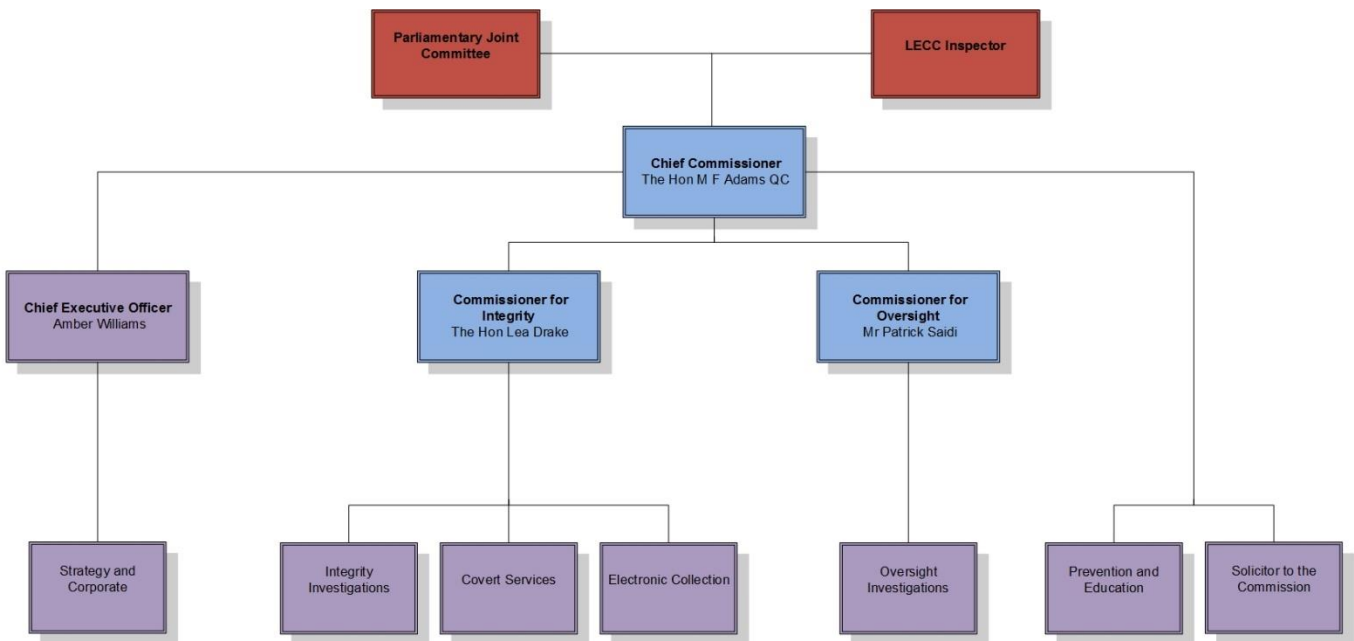 Parliamentary Joint
Committee
LECC Inspector
Chief Commissioner
The Hon M F Adams QC
Chief Executive Officer
Amber Williams
Commissioner for
Integrity
The Hon Lea Drake
Commissioner for
Oversight
Mr Patrick Saidi
Strategy and
Corporate
Integrity
Investigations
Covert Services
Electronic Collection
Oversight
Investigations
Prevention and
Education
Solicitor to the
Commission